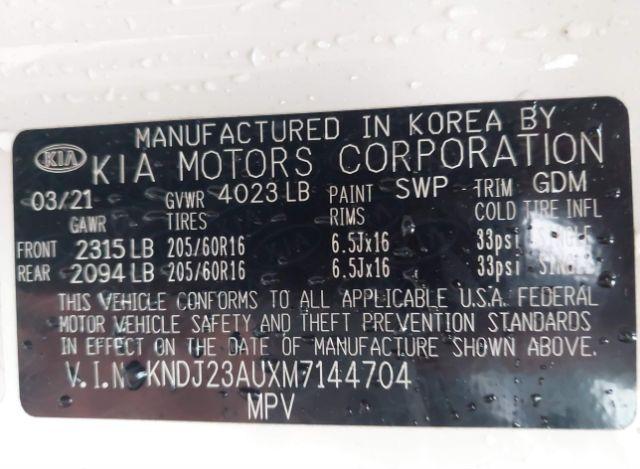 MANUFACTURED IN KOREA BY
KIA KIA MOTORS CORPORATION
03/21 GVWR 4023 LB PAINT SWP TRIM GDM
GAWR TIRES RIMS COLD TIRE INFL
FRONT 2315 LB 205/60R16 6.5Jx16 33psi SINGLE
REAR 2094 LB 205/60R16 6.5Jx16 33psi SINGLE
THIS VEHICLE CONFORMS TO ALL APPLICABLE U.S.A. FEDERAL
MOTOR VEHICLE SAFETY AND THEFT PREVENTION STANDARDS
IN EFFECT ON THE DATE OF MANUFACTURE SHOWN ABOVE.
V.I.N KNDJ23AUXM7144704
MPV